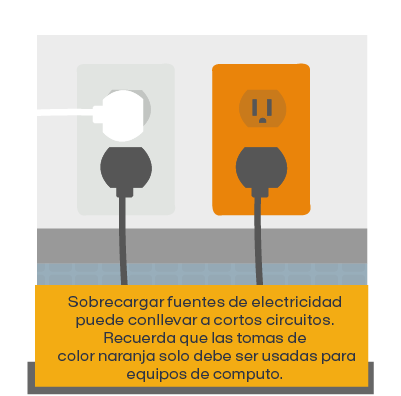 Sobrecargar fuentes de electricidad
puede conllevar a cortos circuitos.
Recuerda que las tomas de
color naranja solo debe ser usadas para
equipos de computo.